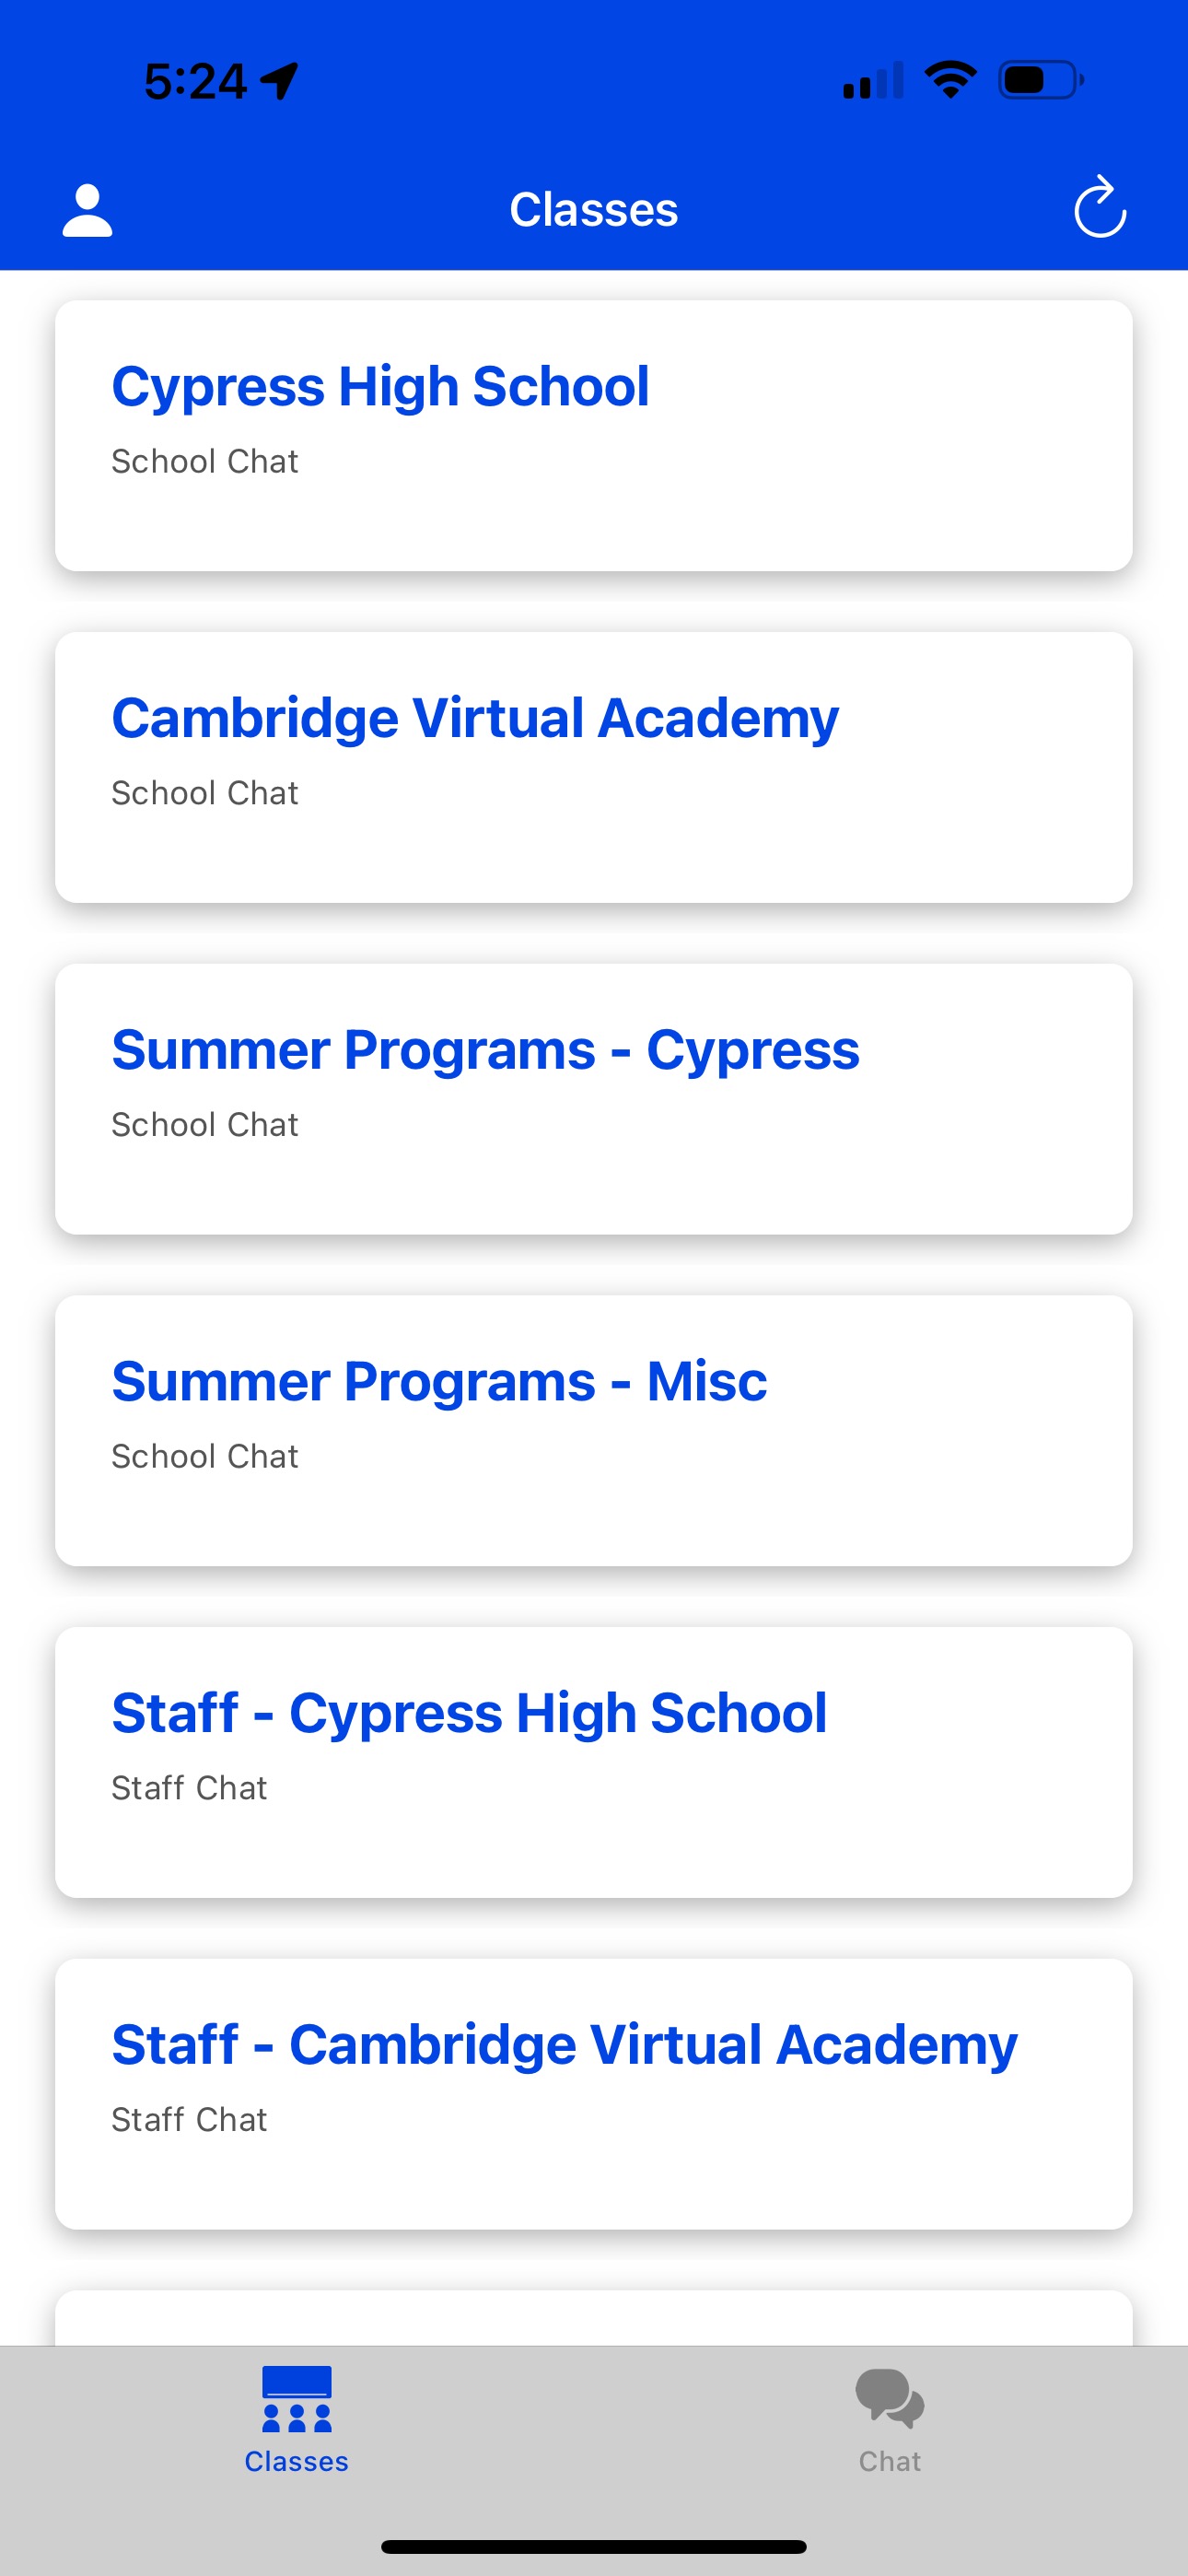 5:24
Classes
Cypress High School
School Chat
Cambridge Virtual Academy
School Chat
Summer Programs - Cypress
School Chat
Summer Programs - Misc
School Chat
Staff - Cypress High School
Staff Chat
Staff - Cambridge Virtual Academy
Staff Chat
Classes
Chat